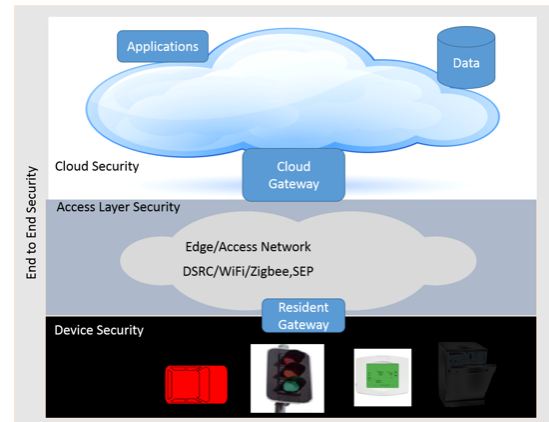 Applications
Data
Cloud Security
Cloud
Gateway
End to End Security
Access Layer Security
Edge/Access Network
DSRC/WiFi/Zigbee,SEP
Resident
Gateway
Device Security